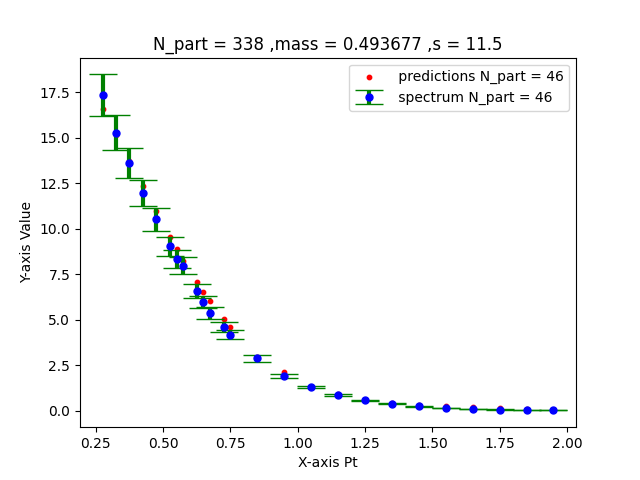 N_part = 338 ,mass = 0.493677 ,s = 11.5
predictions N_part = 46
spectrum N_part = 46
Y-axis Value
17.5
15.0
12.5
10.0
7.5
5.0
2.5
0.0
0.25 0.50 0.75 1.00 1.25 1.50 1.75 2.00
X-axis Pt